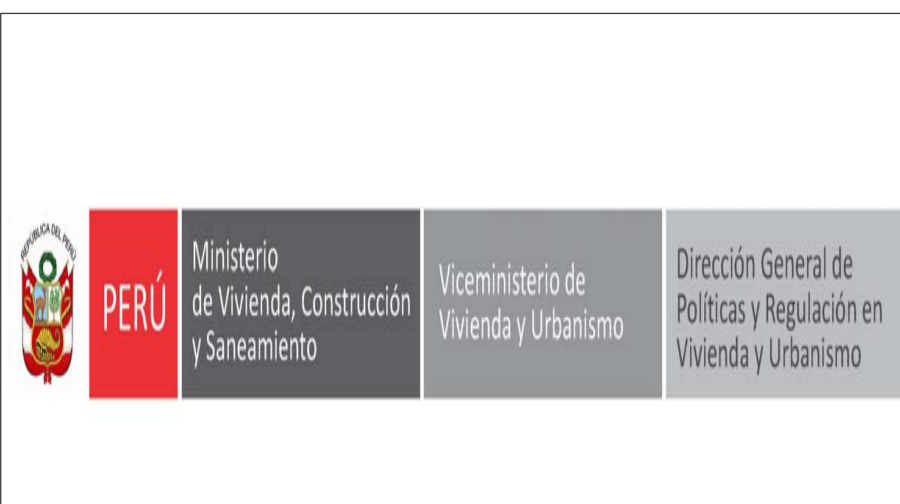 REPÚBLICA DEL PERÚ
PERÚ
Ministerio
de Vivienda, Construcción
y Saneamiento
Viceministerio de
Vivienda y Urbanismo
Dirección General de
Políticas y Regulación en
Vivienda y Urbanismo